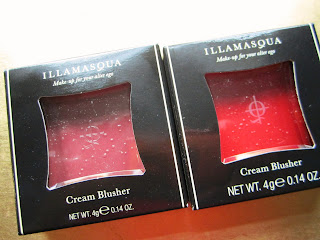 ILLAMASQUA
Make-up for your alter ego
Cream Blusher
NET WT. 4g e 0.14 OZ.
ILLAMASQUA
Make-up for your alter ego
Cream Blusher
NET WT. 4g e 0.14 OZ.